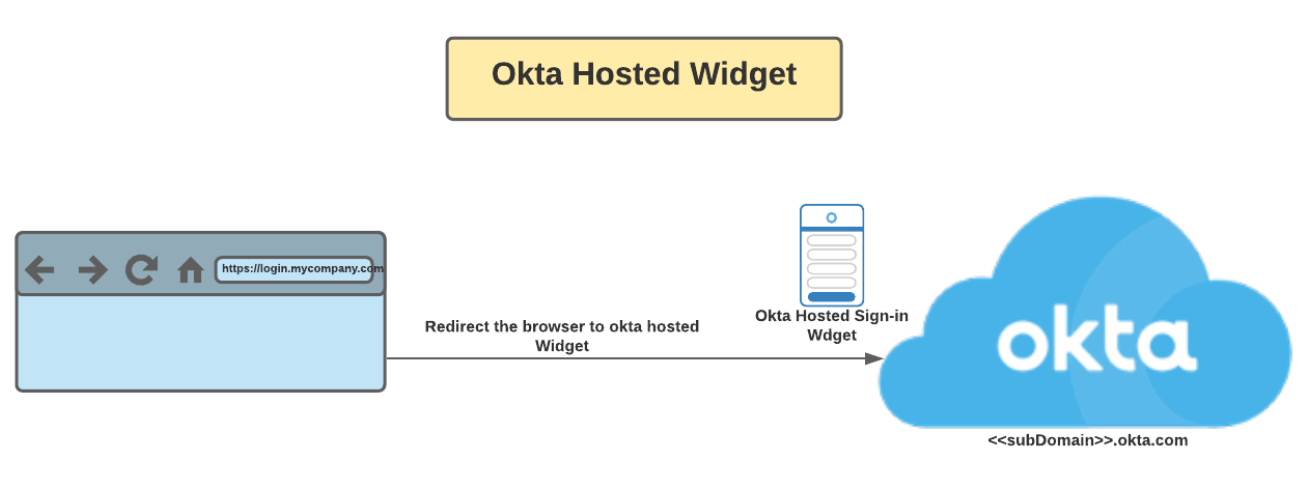 Okta Hosted Widget
https://login.mycompany.com
Redirect the browser to okta hosted
Widget
Okta Hosted Sign-in
Wdget
okta
<<subDomain>>.okta.com